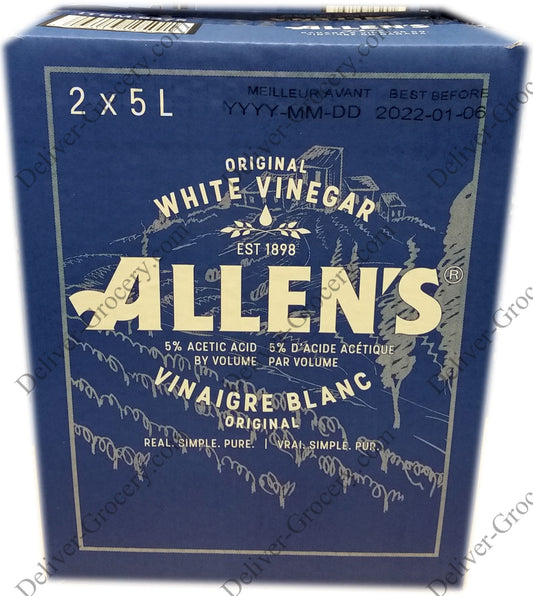 2 x 5 L
MEILLEUR AVANT BEST BEFORE
YYYY-MM-DD 2022-01-06
ORIGINAL
WHITE VINEGAR
EST 1898
ALLEN'S®
5% ACETIC ACID 5% D'ACIDE ACÉTIQUE
BY VOLUME PAR VOLUME
VINAIGRE BLANC
ORIGINAL
REAL. SIMPLE. PURE. | VRAI. SIMPLE. PUR.
Deliver-Grocery.com